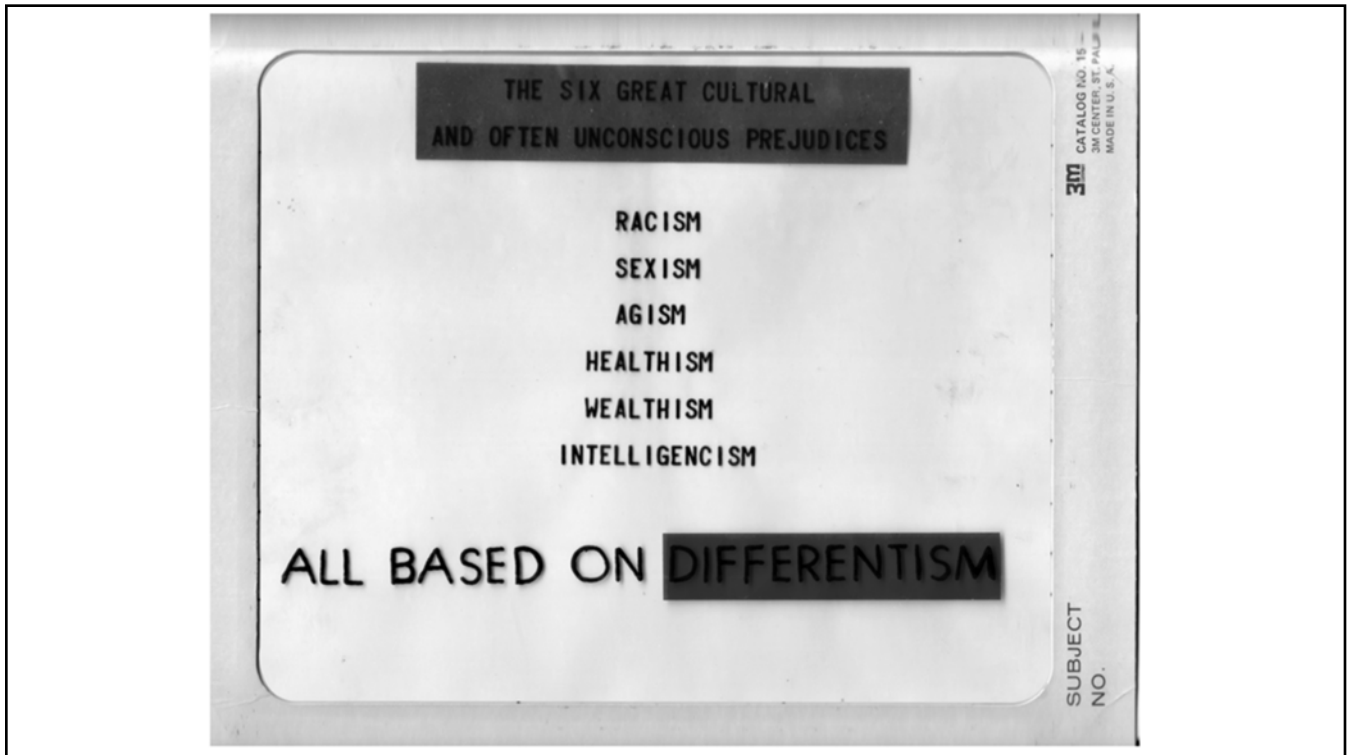 THE SIX GREAT CULTURAL
AND OFTEN UNCONSCIOUS PREJUDICES
RACISM
SEXISM
AGISM
HEALTHISM
WEALTHISM
INTELLIGENCISM
ALL BASED ON DIFFERENTISM
3M CATALOG NO. 15 —
3M CENTER, ST. PAUL
MADE IN U.S.A.
SUBJECT
NO.